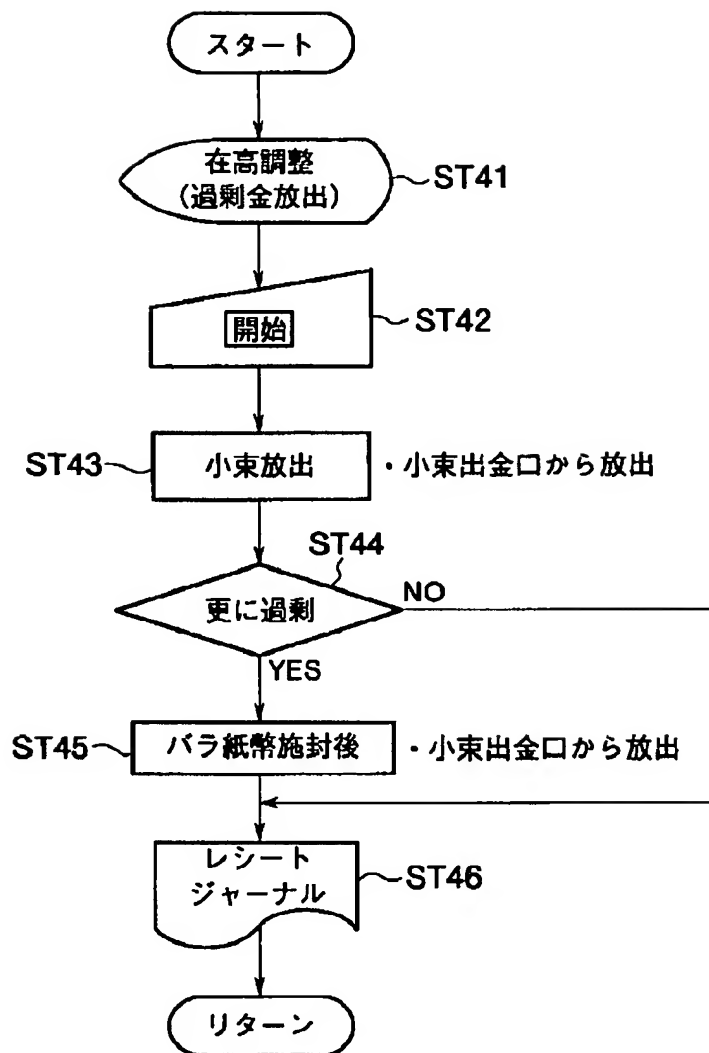 スタート
在高調整
(過剰金放出)
ST41
開始
ST42
ST43
小束放出
・小束出金口から放出
ST44
更に過剰
NO
YES
ST45
バラ紙幣施封後
・小束出金口から放出
レシート
ジャーナル
ST46
リターン